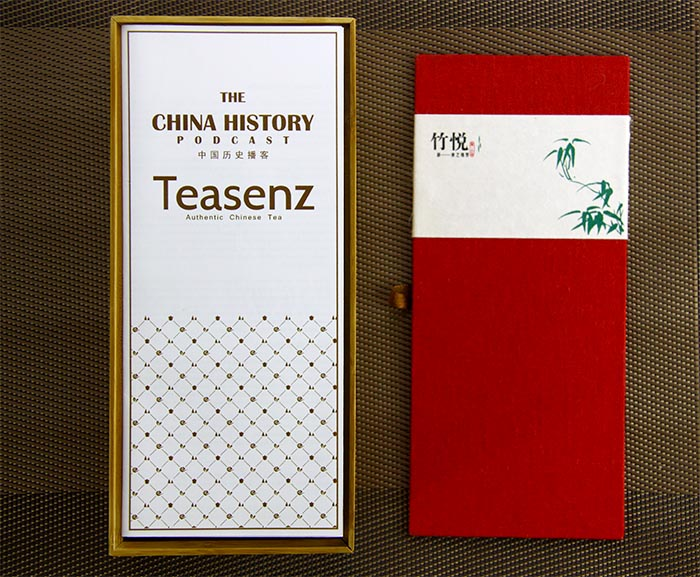 THE
CHINA HISTORY
PODCAST
中国历史播客
Teasenz
Authentic Chinese Tea
竹悦